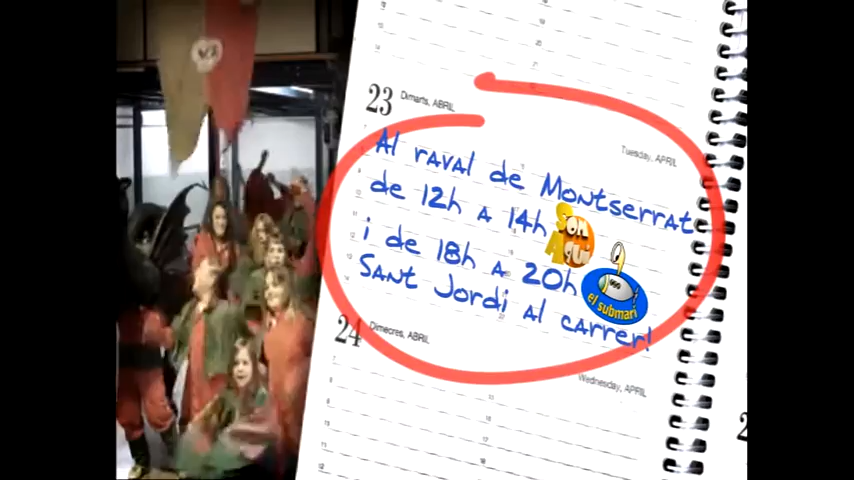 23 Dimarts, ABRIL
Tuesday, APRIL
Al raval de Montserrat
de 12h a 14h
SOM AQUÍ
i de 18h a 20h
el submarí
Sant Jordi al carrer!
24 Dimecres, ABRIL
Wednesday, APRIL